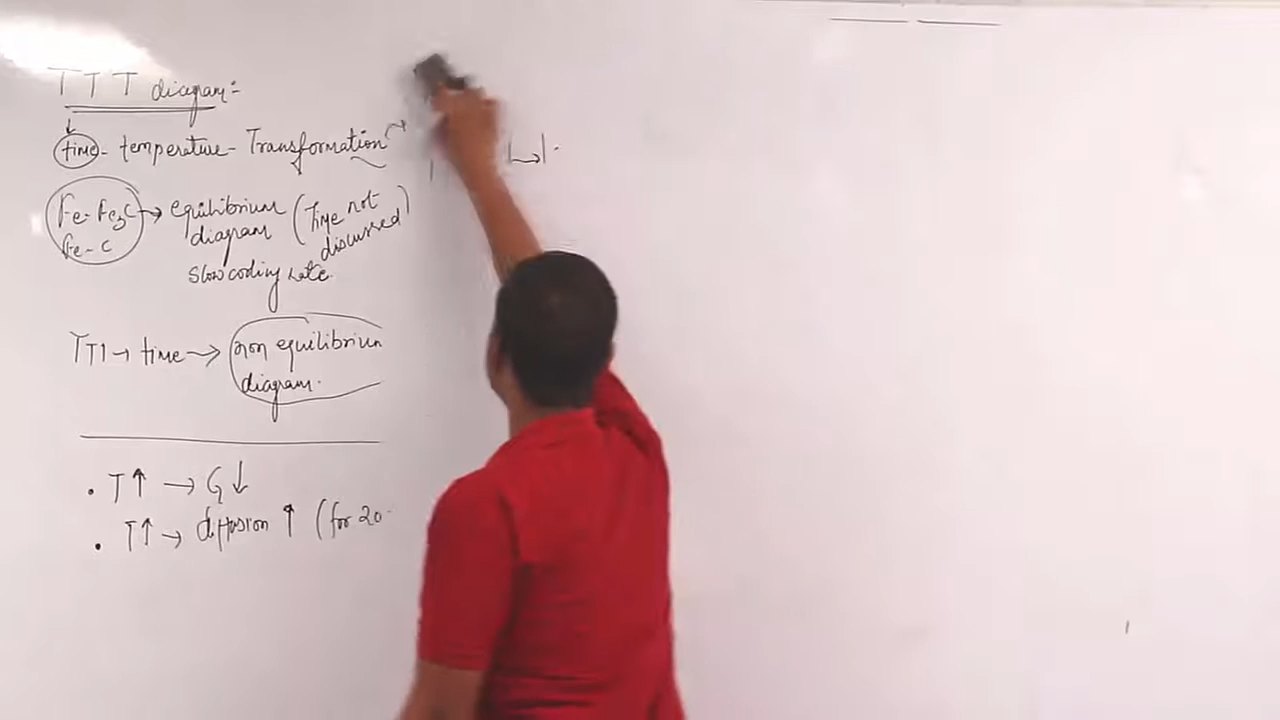 TTT diagram:-
time - temperature - Transformation
Fe-Fe3C → equilibrium (Time not
Fe-C diagram discussed)
slow cooling rate.
TTT → time → non equilibrium
diagram.
• T↑ → G↓
• T↑ → diffusion ↑ (for 20